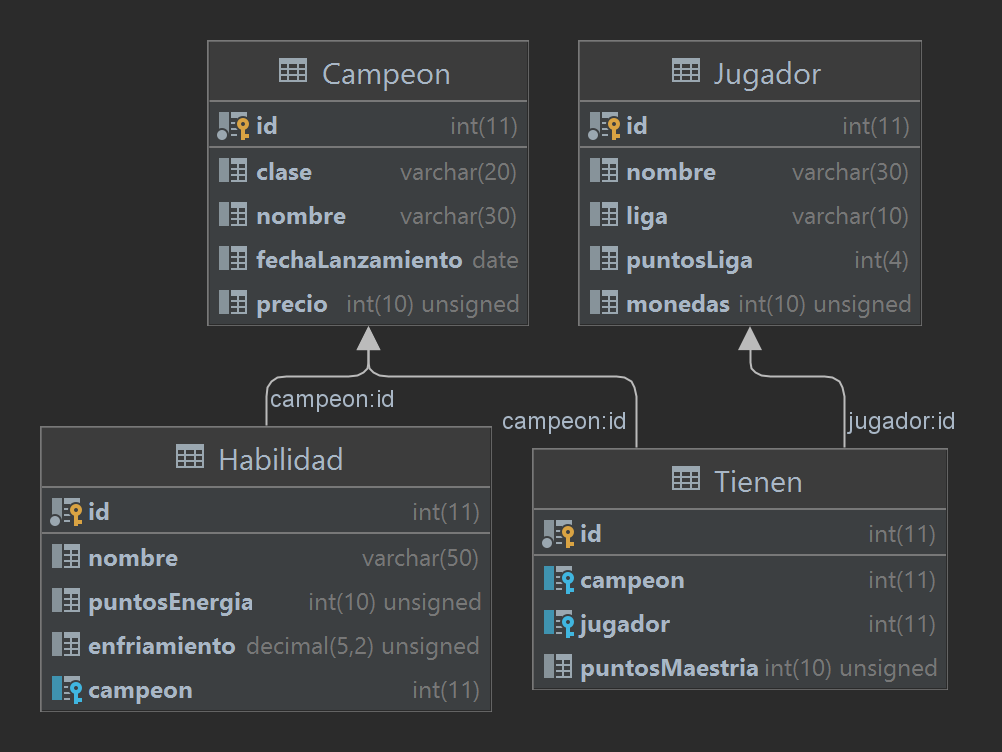 Campeon
id int(11)
clase varchar(20)
nombre varchar(30)
fechaLanzamiento date
precio int(10) unsigned
Jugador
id int(11)
nombre varchar(30)
liga varchar(10)
puntosLiga int(4)
monedas int(10) unsigned
campeon:id
campeon:id
jugador:id
Habilidad
id int(11)
nombre varchar(50)
puntosEnergia int(10) unsigned
enfriamiento decimal(5,2) unsigned
campeon int(11)
Tienen
id int(11)
campeon int(11)
jugador int(11)
puntosMaestria int(10) unsigned